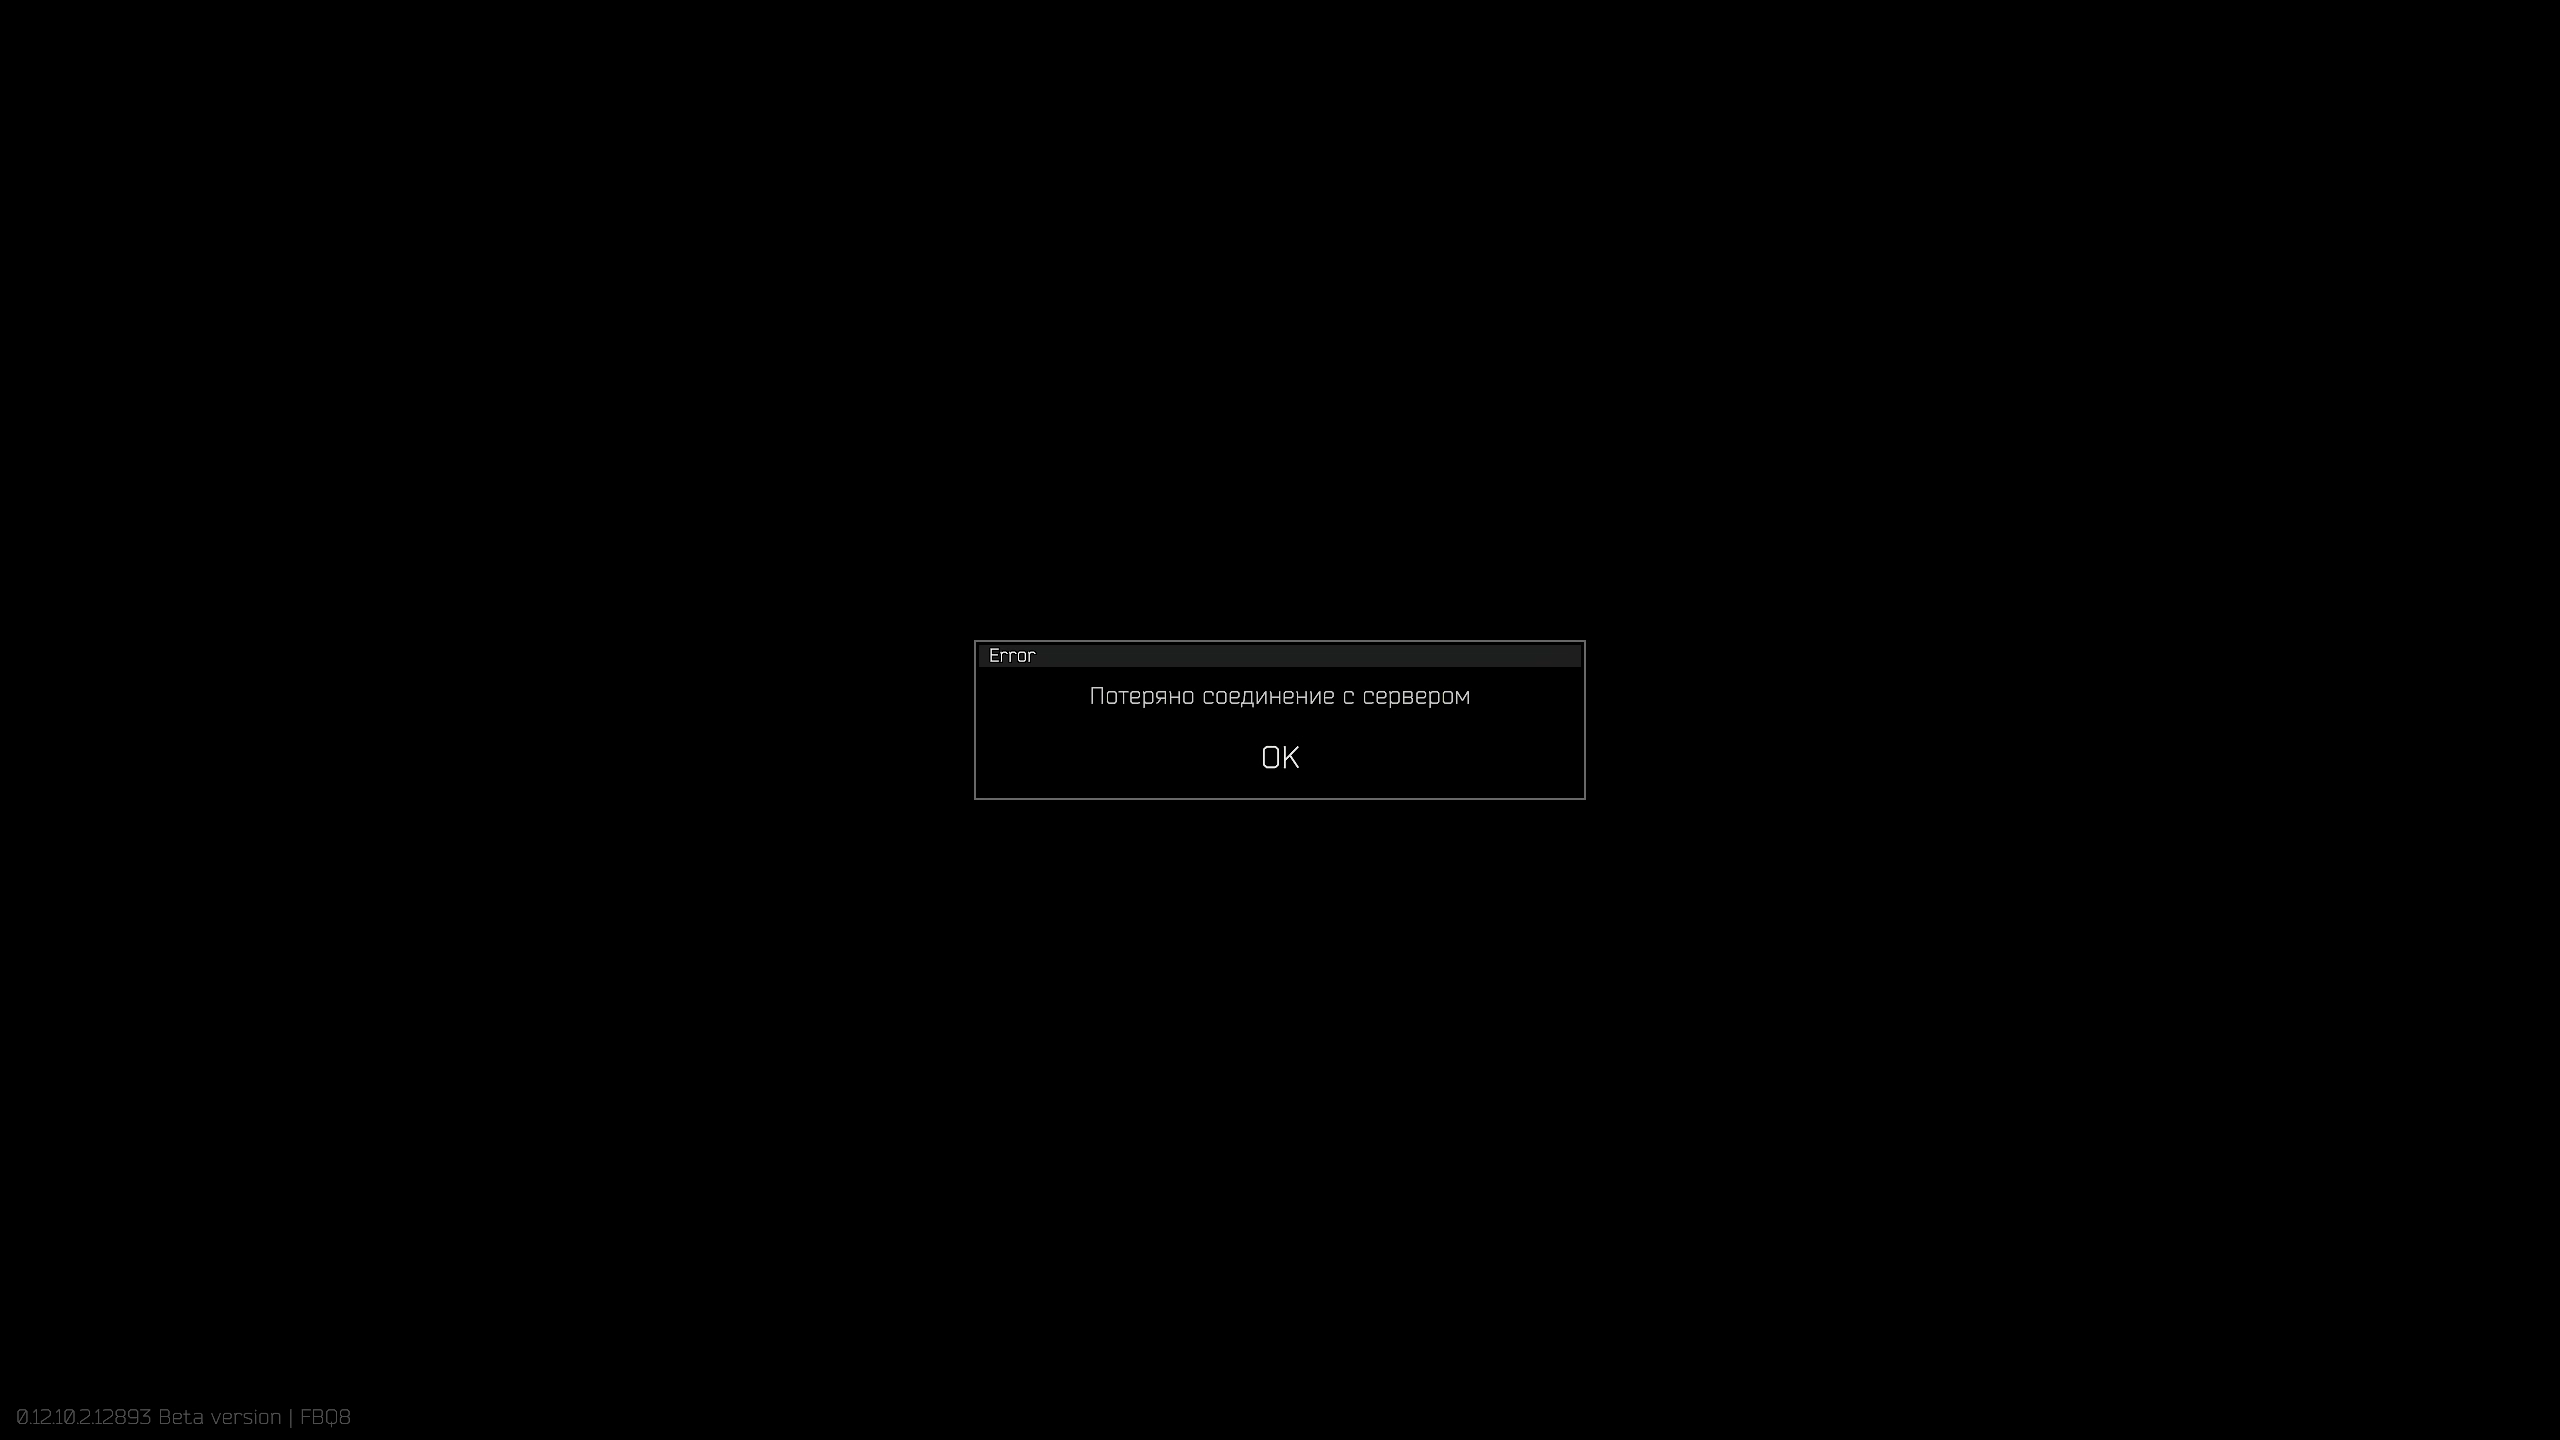 Error
Потеряно соединение с сервером
OK
0.12.10.2.12893 Beta version | FBQ8